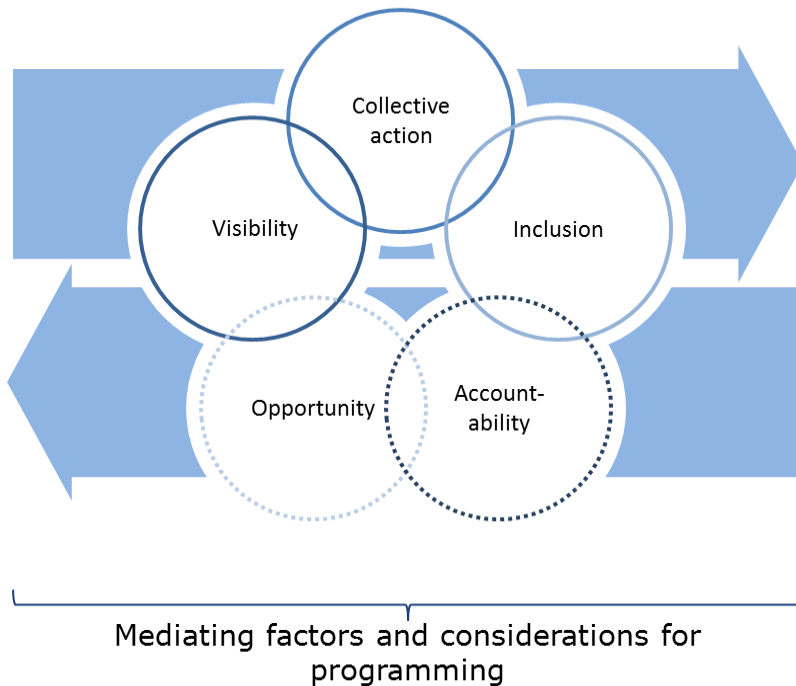 Collective
action
Visibility
Inclusion
Opportunity
Account-
ability
Mediating factors and considerations for
programming